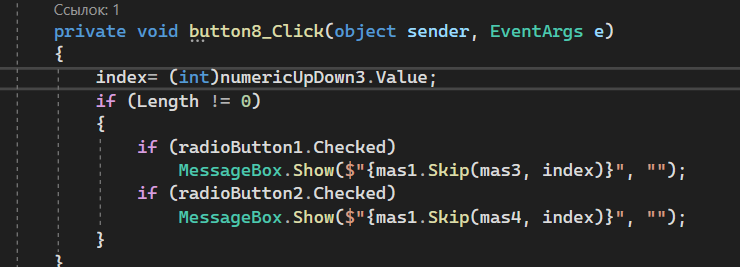 Ссылок: 1
private void button8_Click(object sender, EventArgs e)
{
index= (int)numericUpDown3.Value;
if (Length != 0)
{
if (radioButton1.Checked)
MessageBox.Show($"{mas1.Skip(mas3, index)}", "");
if (radioButton2.Checked)
MessageBox.Show($"{mas1.Skip(mas4, index)}", "");
}
}